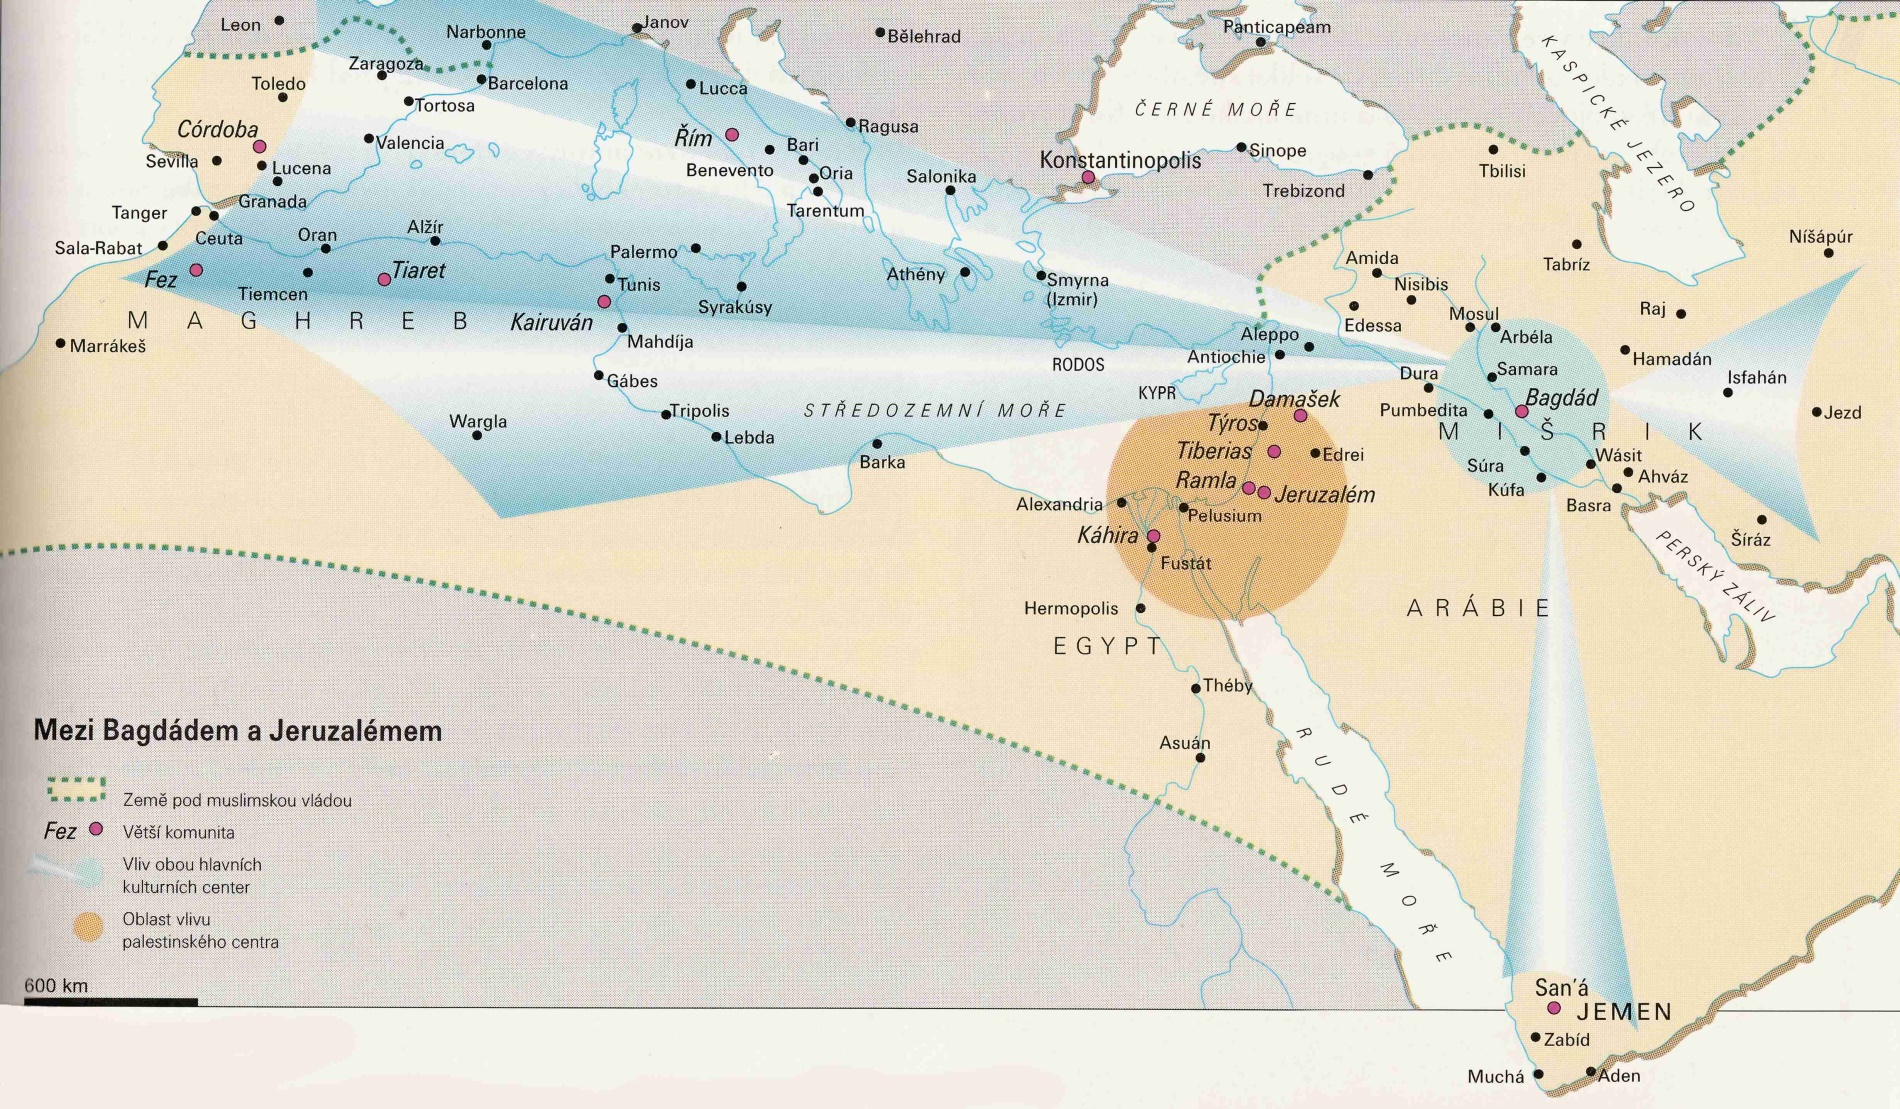 Leon
Narbonne
Janov
Bělehrad
Panticapeam
Zaragoza
Toledo
Barcelona
Tortosa
Lucca
ČERNÉ MOŘE
KASPICKÉ JEZERO
Córdoba
Valencia
Řím
Ragusa
Bari
Sevilla
Lucena
Benevento
Oria
Salonika
Konstantinopolis
Sinope
Trebizond
Tbilisi
Granada
Tarentum
Tanger
Ceuta
Sala-Rabat
Oran
Alžír
Palermo
Athény
Smyrna
(Izmir)
Amida
Nisibis
Tabríz
Níšápúr
Fez
Tiaret
Tunis
Tiemcen
Syrakúsy
MAGHREB
Kairuván
Mahdíja
Marrákeš
Gábes
RODOS
Aleppo
Antiochie
Edessa
Mosul
Arbéla
Raj
Hamadán
Isfahán
Jezd
KYPR
Dura
Samara
Bagdád
Pumbedita
MIŠRIK
Wargla
Tripolis
Lebda
STŘEDOZEMNÍ MOŘE
Barka
Damašek
Týros
Tiberias
Edrei
Ramla
Jeruzalém
Súra
Kúfa
Wásit
Ahváz
Basra
Šíráz
PERSKÝ ZÁLIV
Alexandria
Pelusium
Káhira
Fustát
Hermopolis
EGYPT
ARÁBIE
Théby
Asuán
RUDÉ MOŘE
Mezi Bagdádem a Jeruzalémem
Země pod muslimskou vládou
Fez
Větší komunita
Vliv obou hlavních
kulturních center
Oblast vlivu
palestinského centra
600 km
San'á
JEMEN
Zabíd
Muchá
Aden